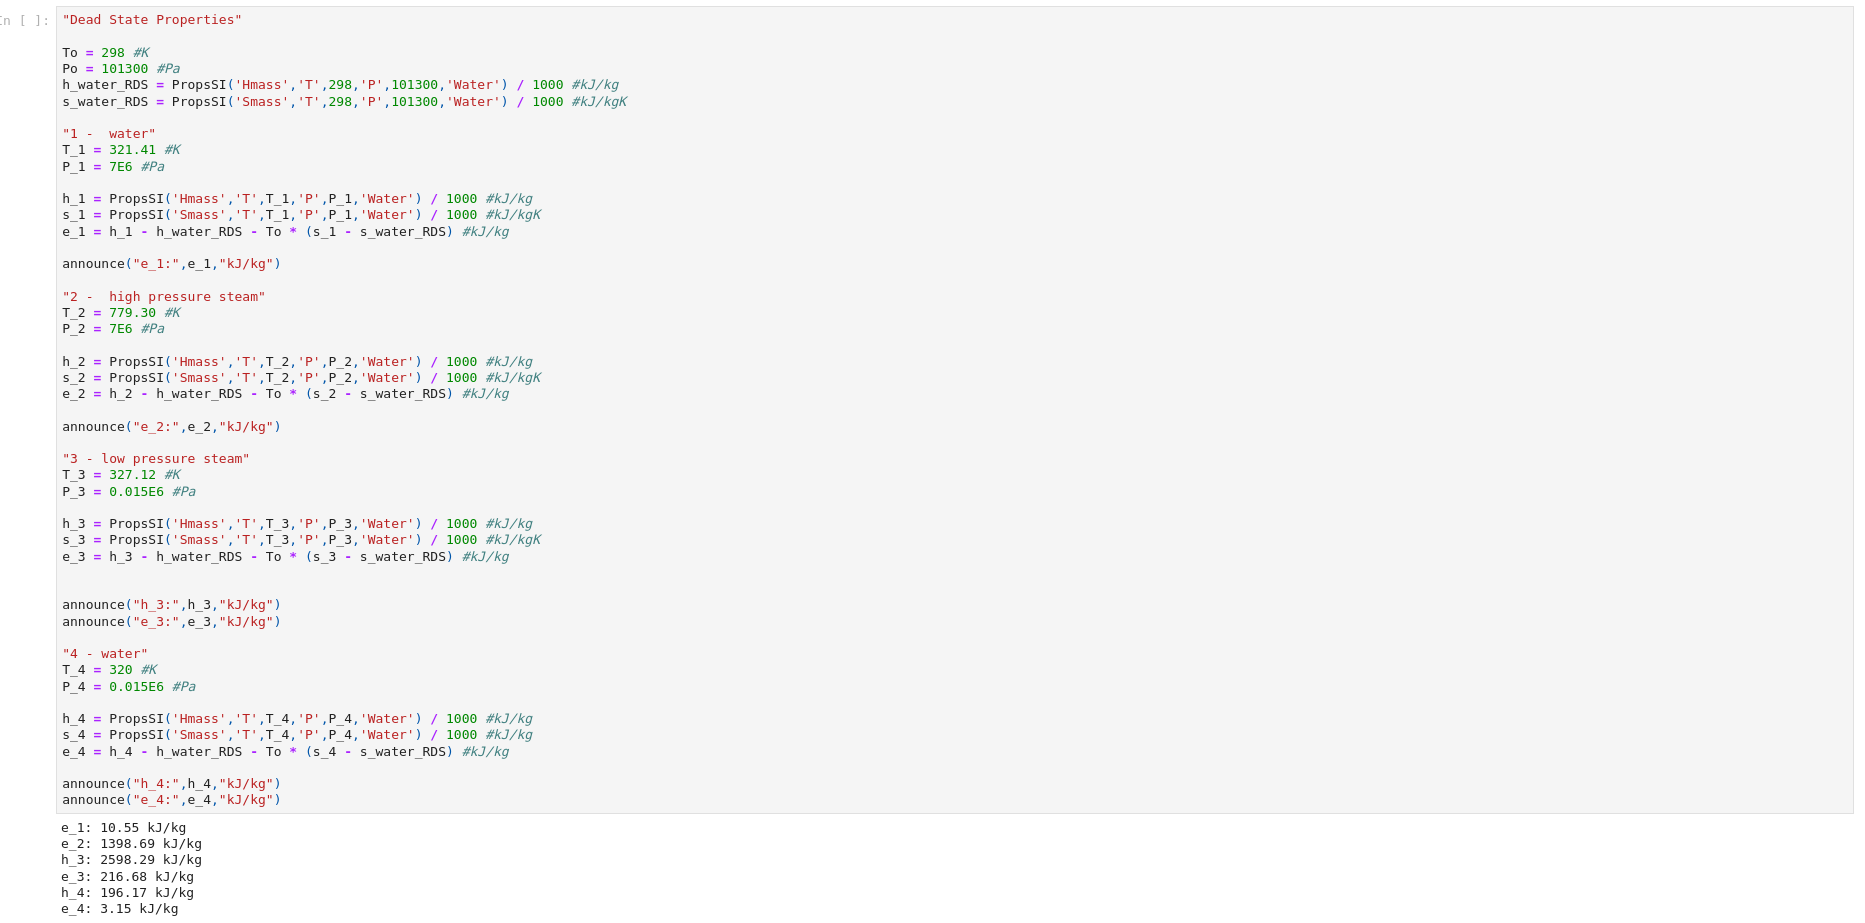 In [ ]:
"Dead State Properties"
To = 298 #K
Po = 101300 #Pa
h_water_RDS = PropsSI('Hmass','T',298,'P',101300,'Water') / 1000 #kJ/kg
s_water_RDS = PropsSI('Smass','T',298,'P',101300,'Water') / 1000 #kJ/kgK
"1 -  water"
T_1 = 321.41 #K
P_1 = 7E6 #Pa
h_1 = PropsSI('Hmass','T',T_1,'P',P_1,'Water') / 1000 #kJ/kg
s_1 = PropsSI('Smass','T',T_1,'P',P_1,'Water') / 1000 #kJ/kgK
e_1 = h_1 - h_water_RDS - To * (s_1 - s_water_RDS) #kJ/kg
announce("e_1:",e_1,"kJ/kg")
"2 -  high pressure steam"
T_2 = 779.30 #K
P_2 = 7E6 #Pa
h_2 = PropsSI('Hmass','T',T_2,'P',P_2,'Water') / 1000 #kJ/kg
s_2 = PropsSI('Smass','T',T_2,'P',P_2,'Water') / 1000 #kJ/kgK
e_2 = h_2 - h_water_RDS - To * (s_2 - s_water_RDS) #kJ/kg
announce("e_2:",e_2,"kJ/kg")
"3 - low pressure steam"
T_3 = 327.12 #K
P_3 = 0.015E6 #Pa
h_3 = PropsSI('Hmass','T',T_3,'P',P_3,'Water') / 1000 #kJ/kg
s_3 = PropsSI('Smass','T',T_3,'P',P_3,'Water') / 1000 #kJ/kgK
e_3 = h_3 - h_water_RDS - To * (s_3 - s_water_RDS) #kJ/kg
announce("h_3:",h_3,"kJ/kg")
announce("e_3:",e_3,"kJ/kg")
"4 - water"
T_4 = 320 #K
P_4 = 0.015E6 #Pa
h_4 = PropsSI('Hmass','T',T_4,'P',P_4,'Water') / 1000 #kJ/kg
s_4 = PropsSI('Smass','T',T_4,'P',P_4,'Water') / 1000 #kJ/kg
e_4 = h_4 - h_water_RDS - To * (s_4 - s_water_RDS) #kJ/kg
announce("h_4:",h_4,"kJ/kg")
announce("e_4:",e_4,"kJ/kg")
e_1: 10.55 kJ/kg
e_2: 1398.69 kJ/kg
h_3: 2598.29 kJ/kg
e_3: 216.68 kJ/kg
h_4: 196.17 kJ/kg
e_4: 3.15 kJ/kg